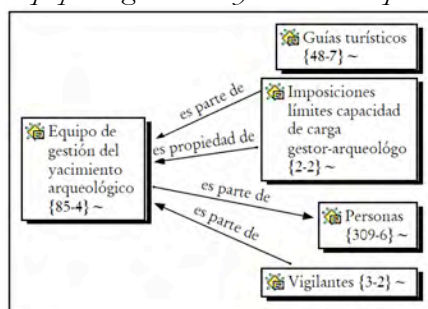 Guías turísticos
{48-7} ~
es parte de
Imposiciones
límites capacidad
de carga
gestor-arqueológo
{2-2} ~
es propiedad de
Equipo de
gestión del
yacimiento
arqueológico
{85-4} ~
es parte de
Personas
{309-6} ~
es parte de
Vigilantes {3-2} ~